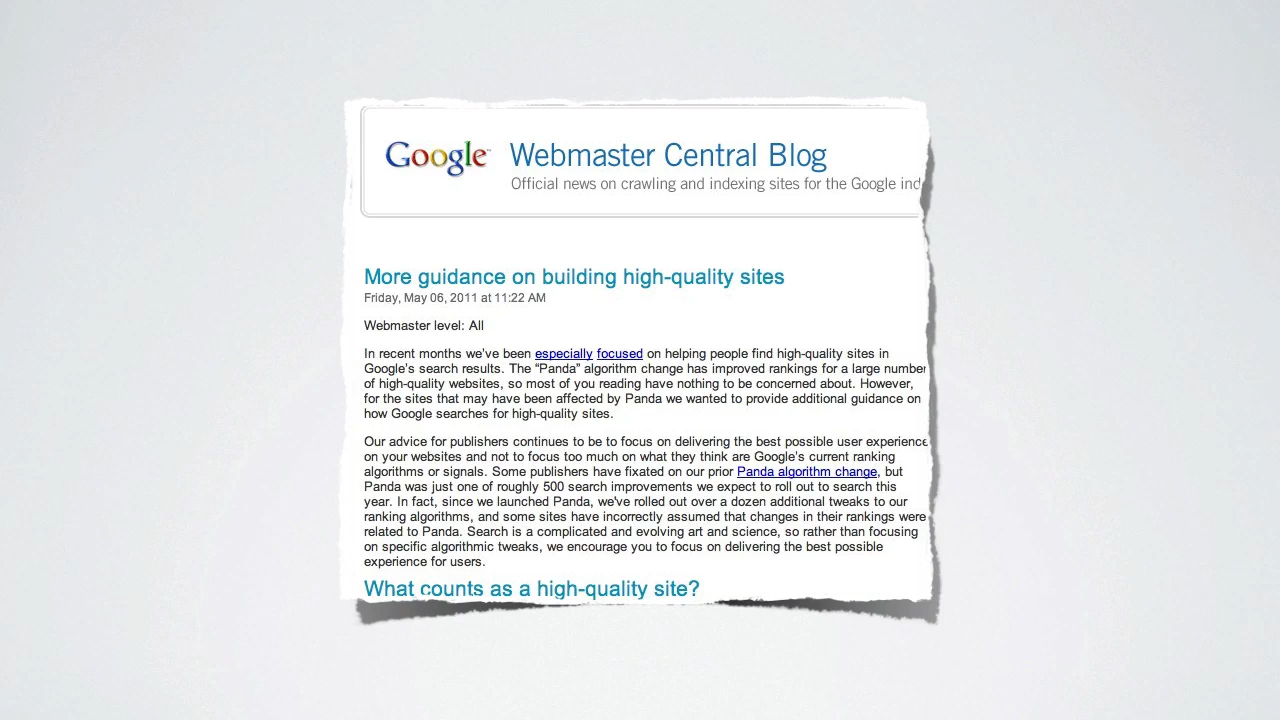 Google™ Webmaster Central Blog
Official news on crawling and indexing sites for the Google ind
More guidance on building high-quality sites
Friday, May 06, 2011 at 11:22 AM
Webmaster level: All
In recent months we've been especially focused on helping people find high-quality sites in
Google's search results. The “Panda” algorithm change has improved rankings for a large number
of high-quality websites, so most of you reading have nothing to be concerned about. However,
for the sites that may have been affected by Panda we wanted to provide additional guidance on
how Google searches for high-quality sites.
Our advice for publishers continues to be to focus on delivering the best possible user experience
on your websites and not to focus too much on what they think are Google's current ranking
algorithms or signals. Some publishers have fixated on our prior Panda algorithm change, but
Panda was just one of roughly 500 search improvements we expect to roll out to search this
year. In fact, since we launched Panda, we've rolled out over a dozen additional tweaks to our
ranking algorithms, and some sites have incorrectly assumed that changes in their rankings were
related to Panda. Search is a complicated and evolving art and science, so rather than focusing
on specific algorithmic tweaks, we encourage you to focus on delivering the best possible
experience for users.
What counts as a high-quality site?